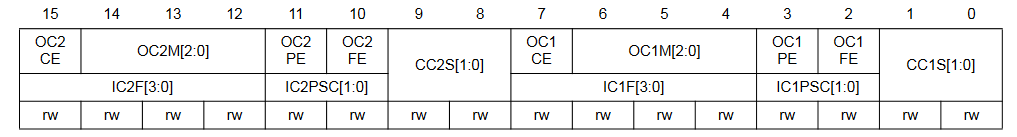 15 14 13 12 11 10 9 8 7 6 5 4 3 2 1 0
OC2 CE OC2M[2:0] OC2 PE OC2 FE CC2S[1:0] OC1 CE OC1M[2:0] OC1 PE OC1 FE CC1S[1:0]
IC2F[3:0] IC2PSC[1:0] IC1F[3:0] IC1PSC[1:0]
rw rw rw rw rw rw rw rw rw rw rw rw rw rw rw rw